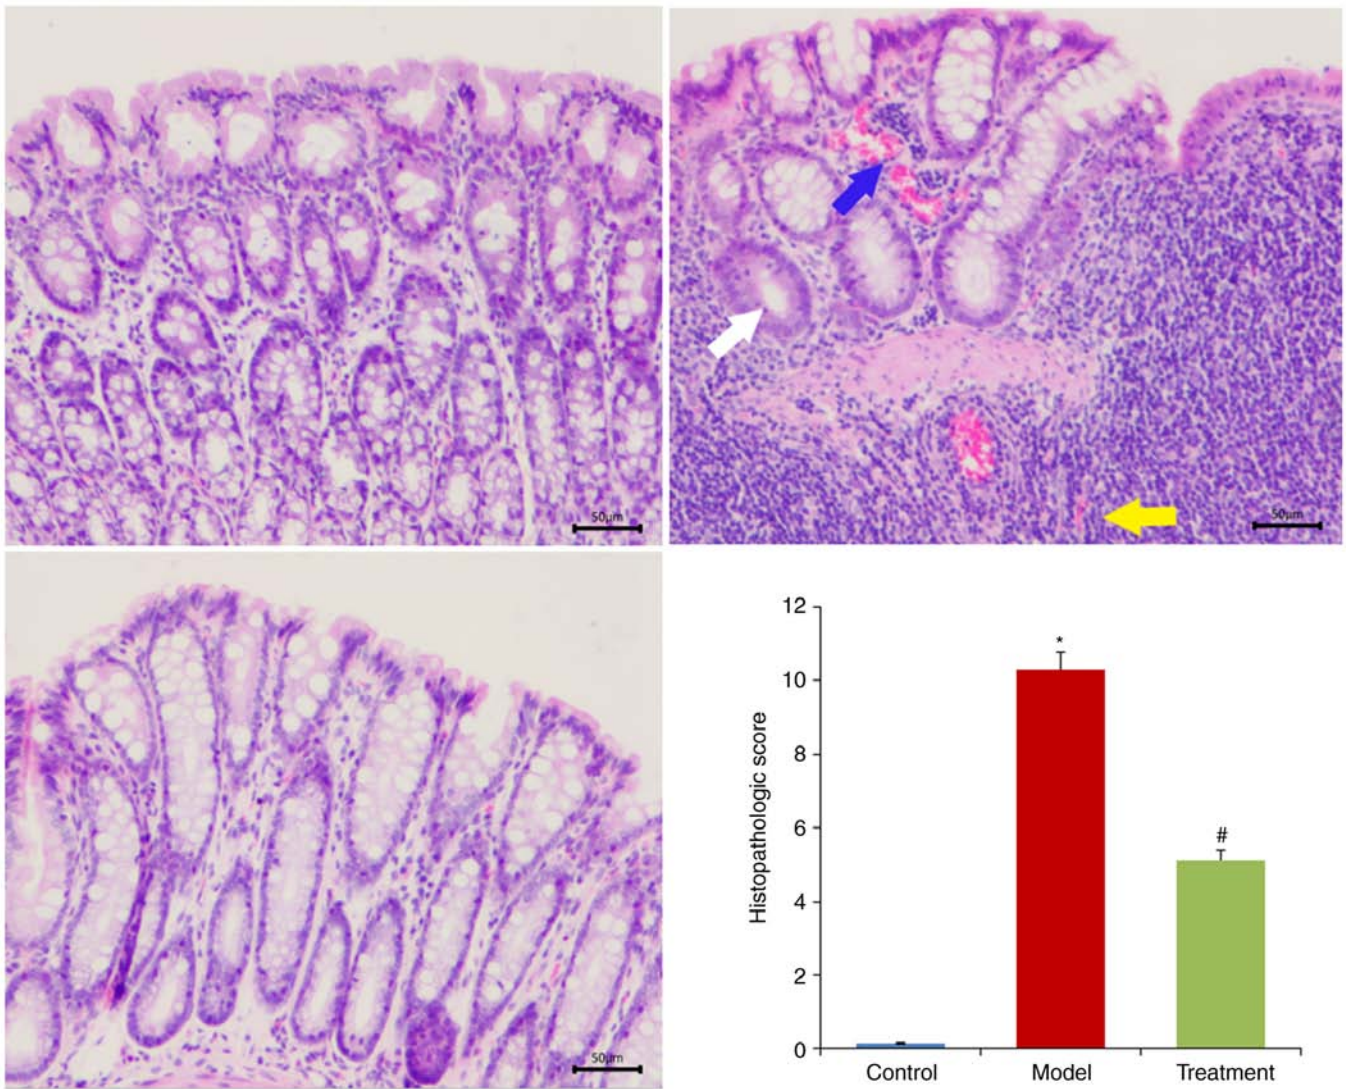 50μm
50μm
50μm
12
10
8
6
4
2
0
Histopathologic score
*
#
Control
Model
Treatment